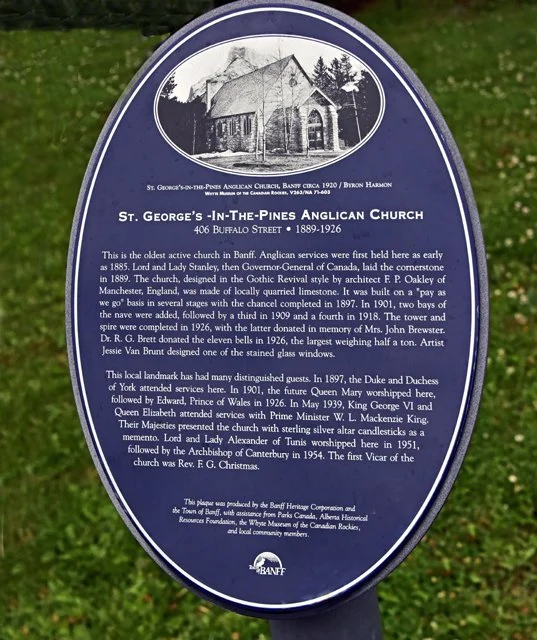 St. George's-in-the-Pines Anglican Church, Banff circa 1920 / Byron Harmon
Whyte Museum of the Canadian Rockies, V263/NA 71-605
St. George's -In-The-Pines Anglican Church
406 Buffalo Street • 1889-1926
This is the oldest active church in Banff. Anglican services were first held here as early
as 1885. Lord and Lady Stanley, then Governor-General of Canada, laid the cornerstone
in 1889. The church, designed in the Gothic Revival style by architect F. P. Oakley of
Manchester, England, was made of locally quarried limestone. It was built on a "pay as
we go" basis in several stages with the chancel completed in 1897. In 1901, two bays of
the nave were added, followed by a third in 1909 and a fourth in 1918. The tower and
spire were completed in 1926, with the latter donated in memory of Mrs. John Brewster.
Dr. R. G. Brett donated the eleven bells in 1926, the largest weighing half a ton. Artist
Jessie Van Brunt designed one of the stained glass windows.
This local landmark has had many distinguished guests. In 1897, the Duke and Duchess
of York attended services here. In 1901, the future Queen Mary worshipped here,
followed by Edward, Prince of Wales in 1926. In May 1939, King George VI and
Queen Elizabeth attended services with Prime Minister W. L. Mackenzie King.
Their Majesties presented the church with sterling silver altar candlesticks as a
memento. Lord and Lady Alexander of Tunis worshipped here in 1951,
followed by the Archbishop of Canterbury in 1954. The first Vicar of the
church was Rev. F. G. Christmas.
This plaque was produced by the Banff Heritage Corporation and
the Town of Banff, with assistance from Parks Canada, Alberta Historical
Resources Foundation, the Whyte Museum of the Canadian Rockies,
and local community members.
BANFF